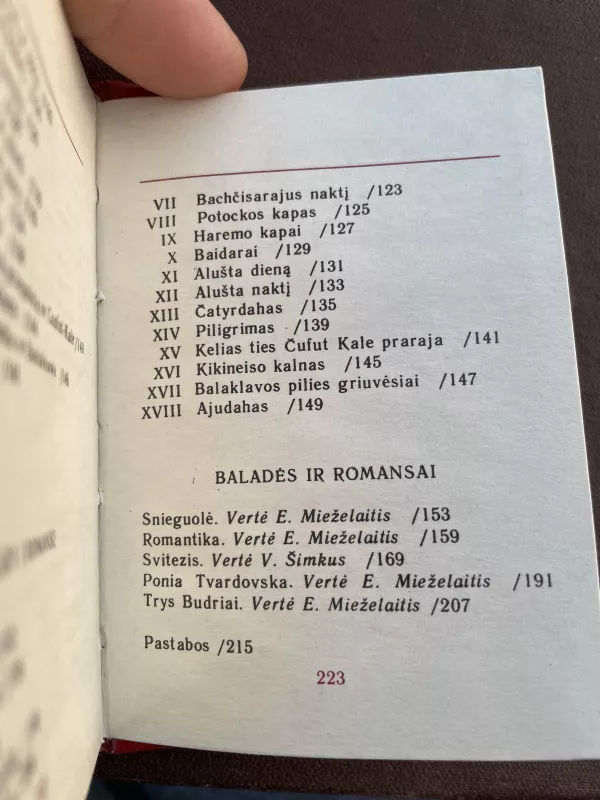 VII Bachčisarajus naktį /123
VIII Potockos kapas /125
IX Haremo kapai /127
X Baidarai /129
XI Alušta dieną /131
XII Alušta naktį /133
XIII Čatyrdahas /135
XIV Piligrimas /139
XV Kelias ties Čufut Kale praraja /141
XVI Kikineiso kalnas /145
XVII Balaklavos pilies griuvėsiai /147
XVIII Ajudahas /149
BALADĖS IR ROMANSAI
Snieguolė. Vertė E. Mieželaitis /153
Romantika. Vertė E. Mieželaitis /159
Svitezis. Vertė V. Šimkus /169
Ponia Tvardovska. Vertė E. Mieželaitis /191
Trys Budriai. Vertė E. Mieželaitis /207
Pastabos /215
223